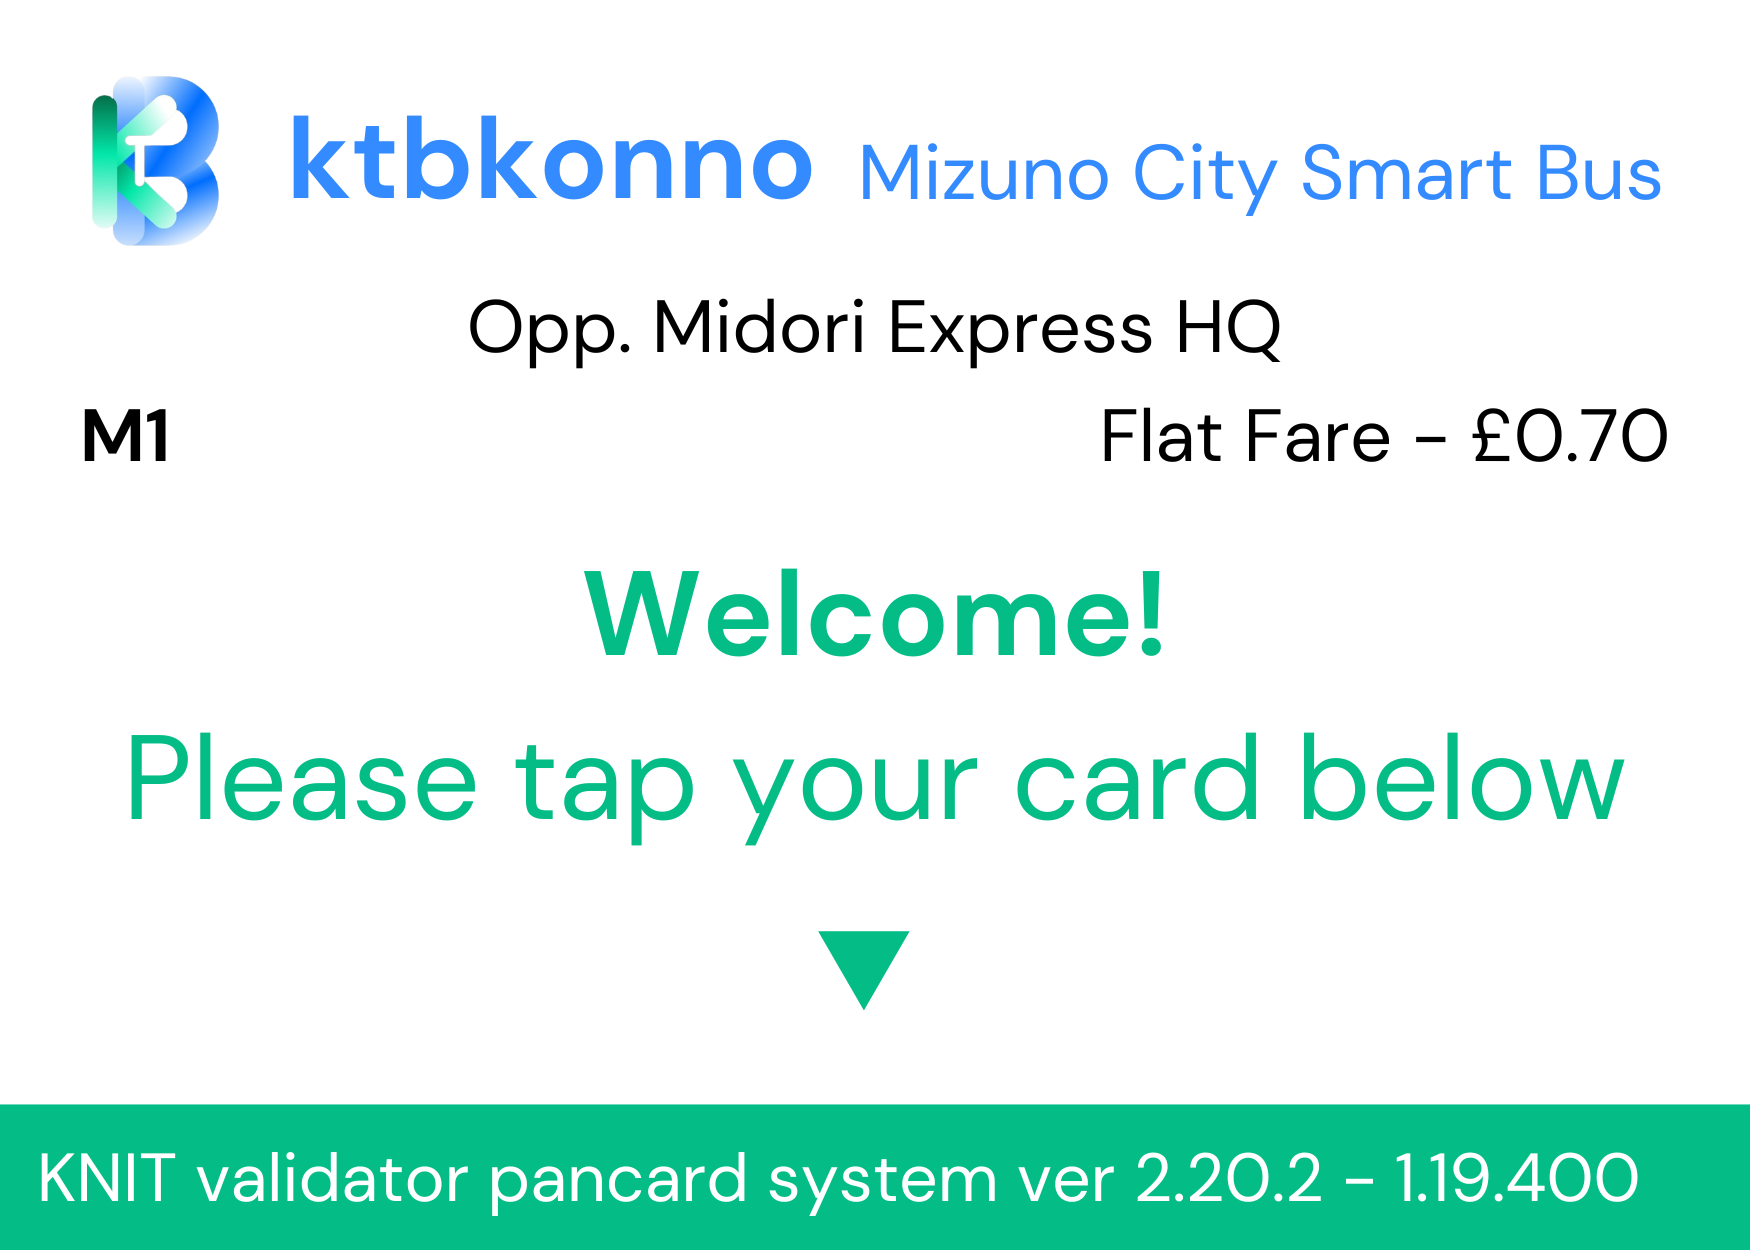 ktbkonno Mizuno City Smart Bus
Opp. Midori Express HQ
M1 Flat Fare - £0.70
Welcome!
Please tap your card below
KNIT validator pancard system ver 2.20.2 - 1.19.400